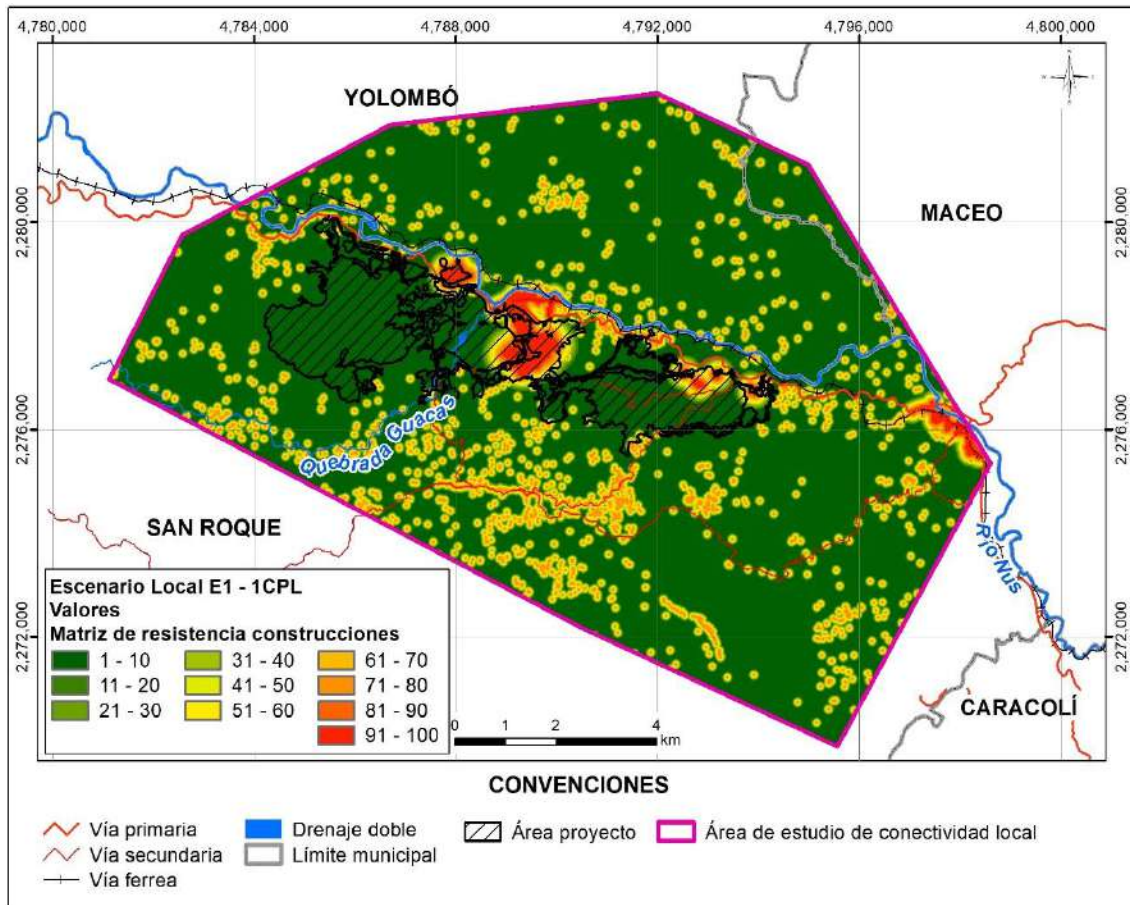 4,780,000 4,784,000 4,788,000 4,792,000 4,796,000 4,800,000
YOLOMBÓ
MACEO
2,280,000 2,280,000
2,276,000 2,276,000
Quebrada Guacas
SAN ROQUE
Río Nus
2,272,000 2,272,000
CARACOLÍ
Escenario Local E1 - 1CPL
Valores
Matriz de resistencia construcciones
1 - 10 31 - 40 61 - 70
11 - 20 41 - 50 71 - 80
21 - 30 51 - 60 81 - 90
91 - 100
0 1 2 4
km
CONVENCIONES
Vía primaria Drenaje doble Área proyecto Área de estudio de conectividad local
Vía secundaria Límite municipal
Vía ferrea